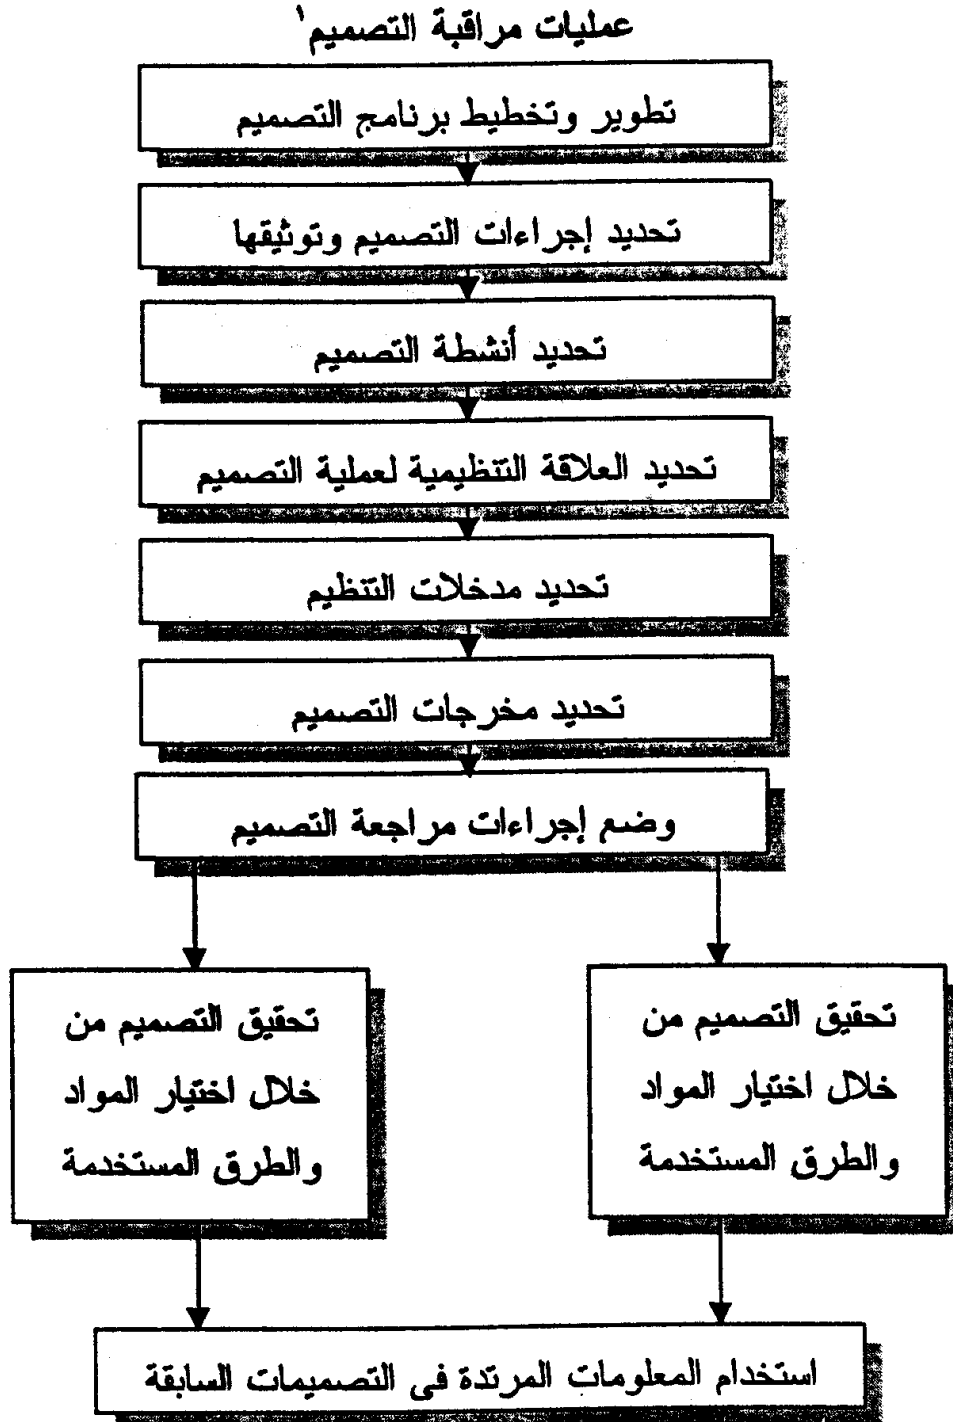 عمليات مراقبة التصميم١
تطوير وتخطيط برنامج التصميم
تحديد إجراءات التصميم وتوثيقها
تحديد أنشطة التصميم
تحديد العلاقة التنظيمية لعملية التصميم
تحديد مدخلات التنظيم
تحديد مخرجات التصميم
وضع إجراءات مراجعة التصميم
تحقيق التصميم من
خلال اختيار المواد
والطرق المستخدمة
تحقيق التصميم من
خلال اختيار المواد
والطرق المستخدمة
استخدام المعلومات المرتدة فى التصميمات السابقة